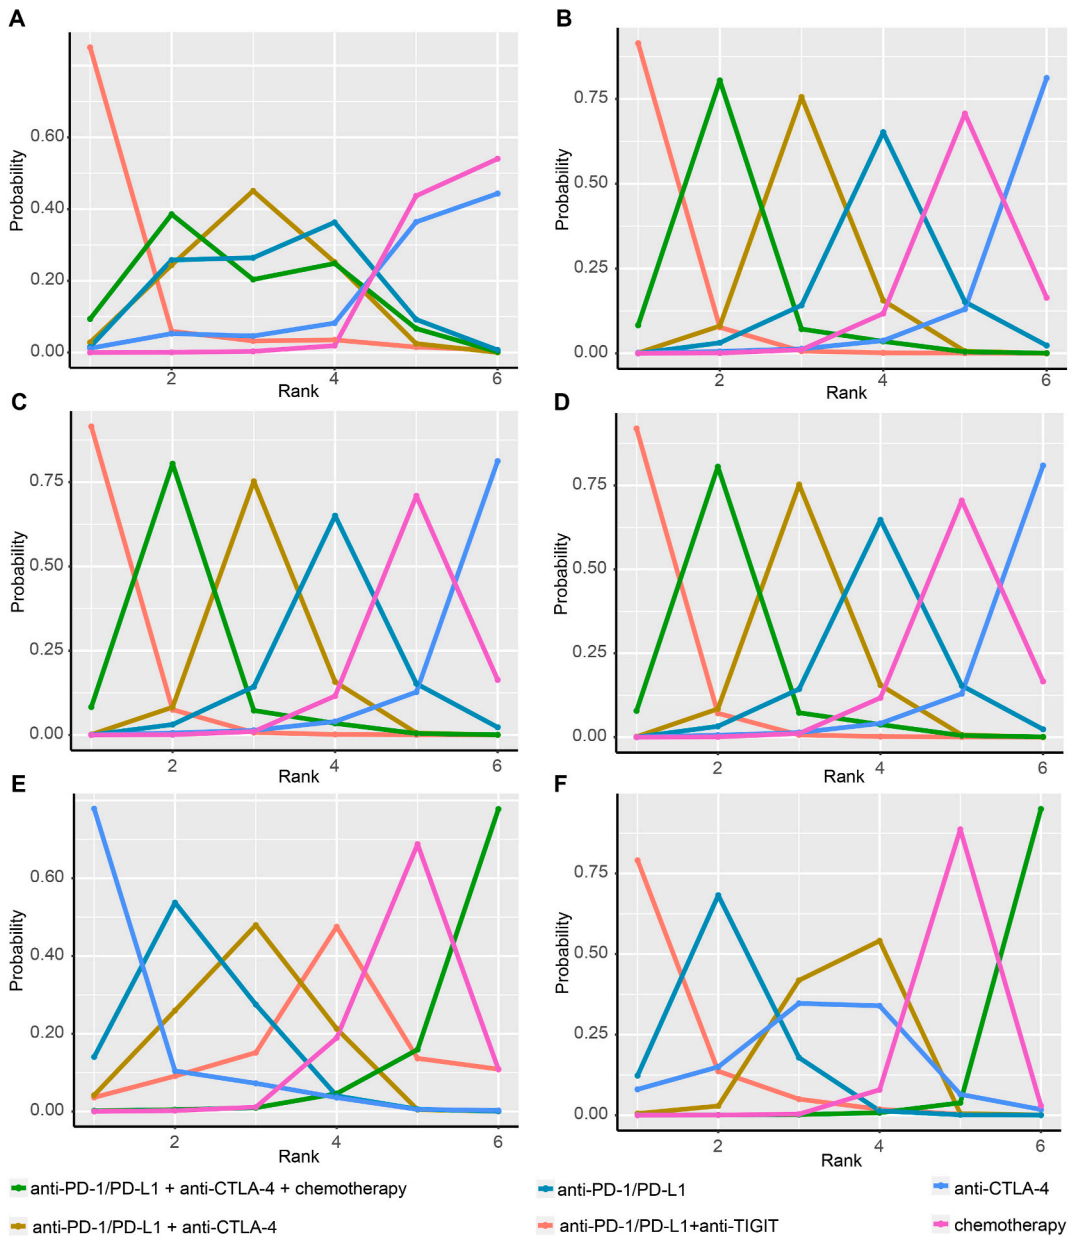 A
Probability
0.60
0.40
0.20
0.00
2
4
6
Rank
B
Probability
0.75
0.50
0.25
0.00
2
4
6
Rank
C
Probability
0.75
0.50
0.25
0.00
2
4
6
Rank
D
Probability
0.75
0.50
0.25
0.00
2
4
6
Rank
E
Probability
0.60
0.40
0.20
0.00
2
4
6
Rank
F
Probability
0.75
0.50
0.25
0.00
2
4
6
Rank
anti-PD-1/PD-L1 + anti-CTLA-4 + chemotherapy
anti-PD-1/PD-L1
anti-CTLA-4
anti-PD-1/PD-L1 + anti-CTLA-4
anti-PD-1/PD-L1+anti-TIGIT
chemotherapy